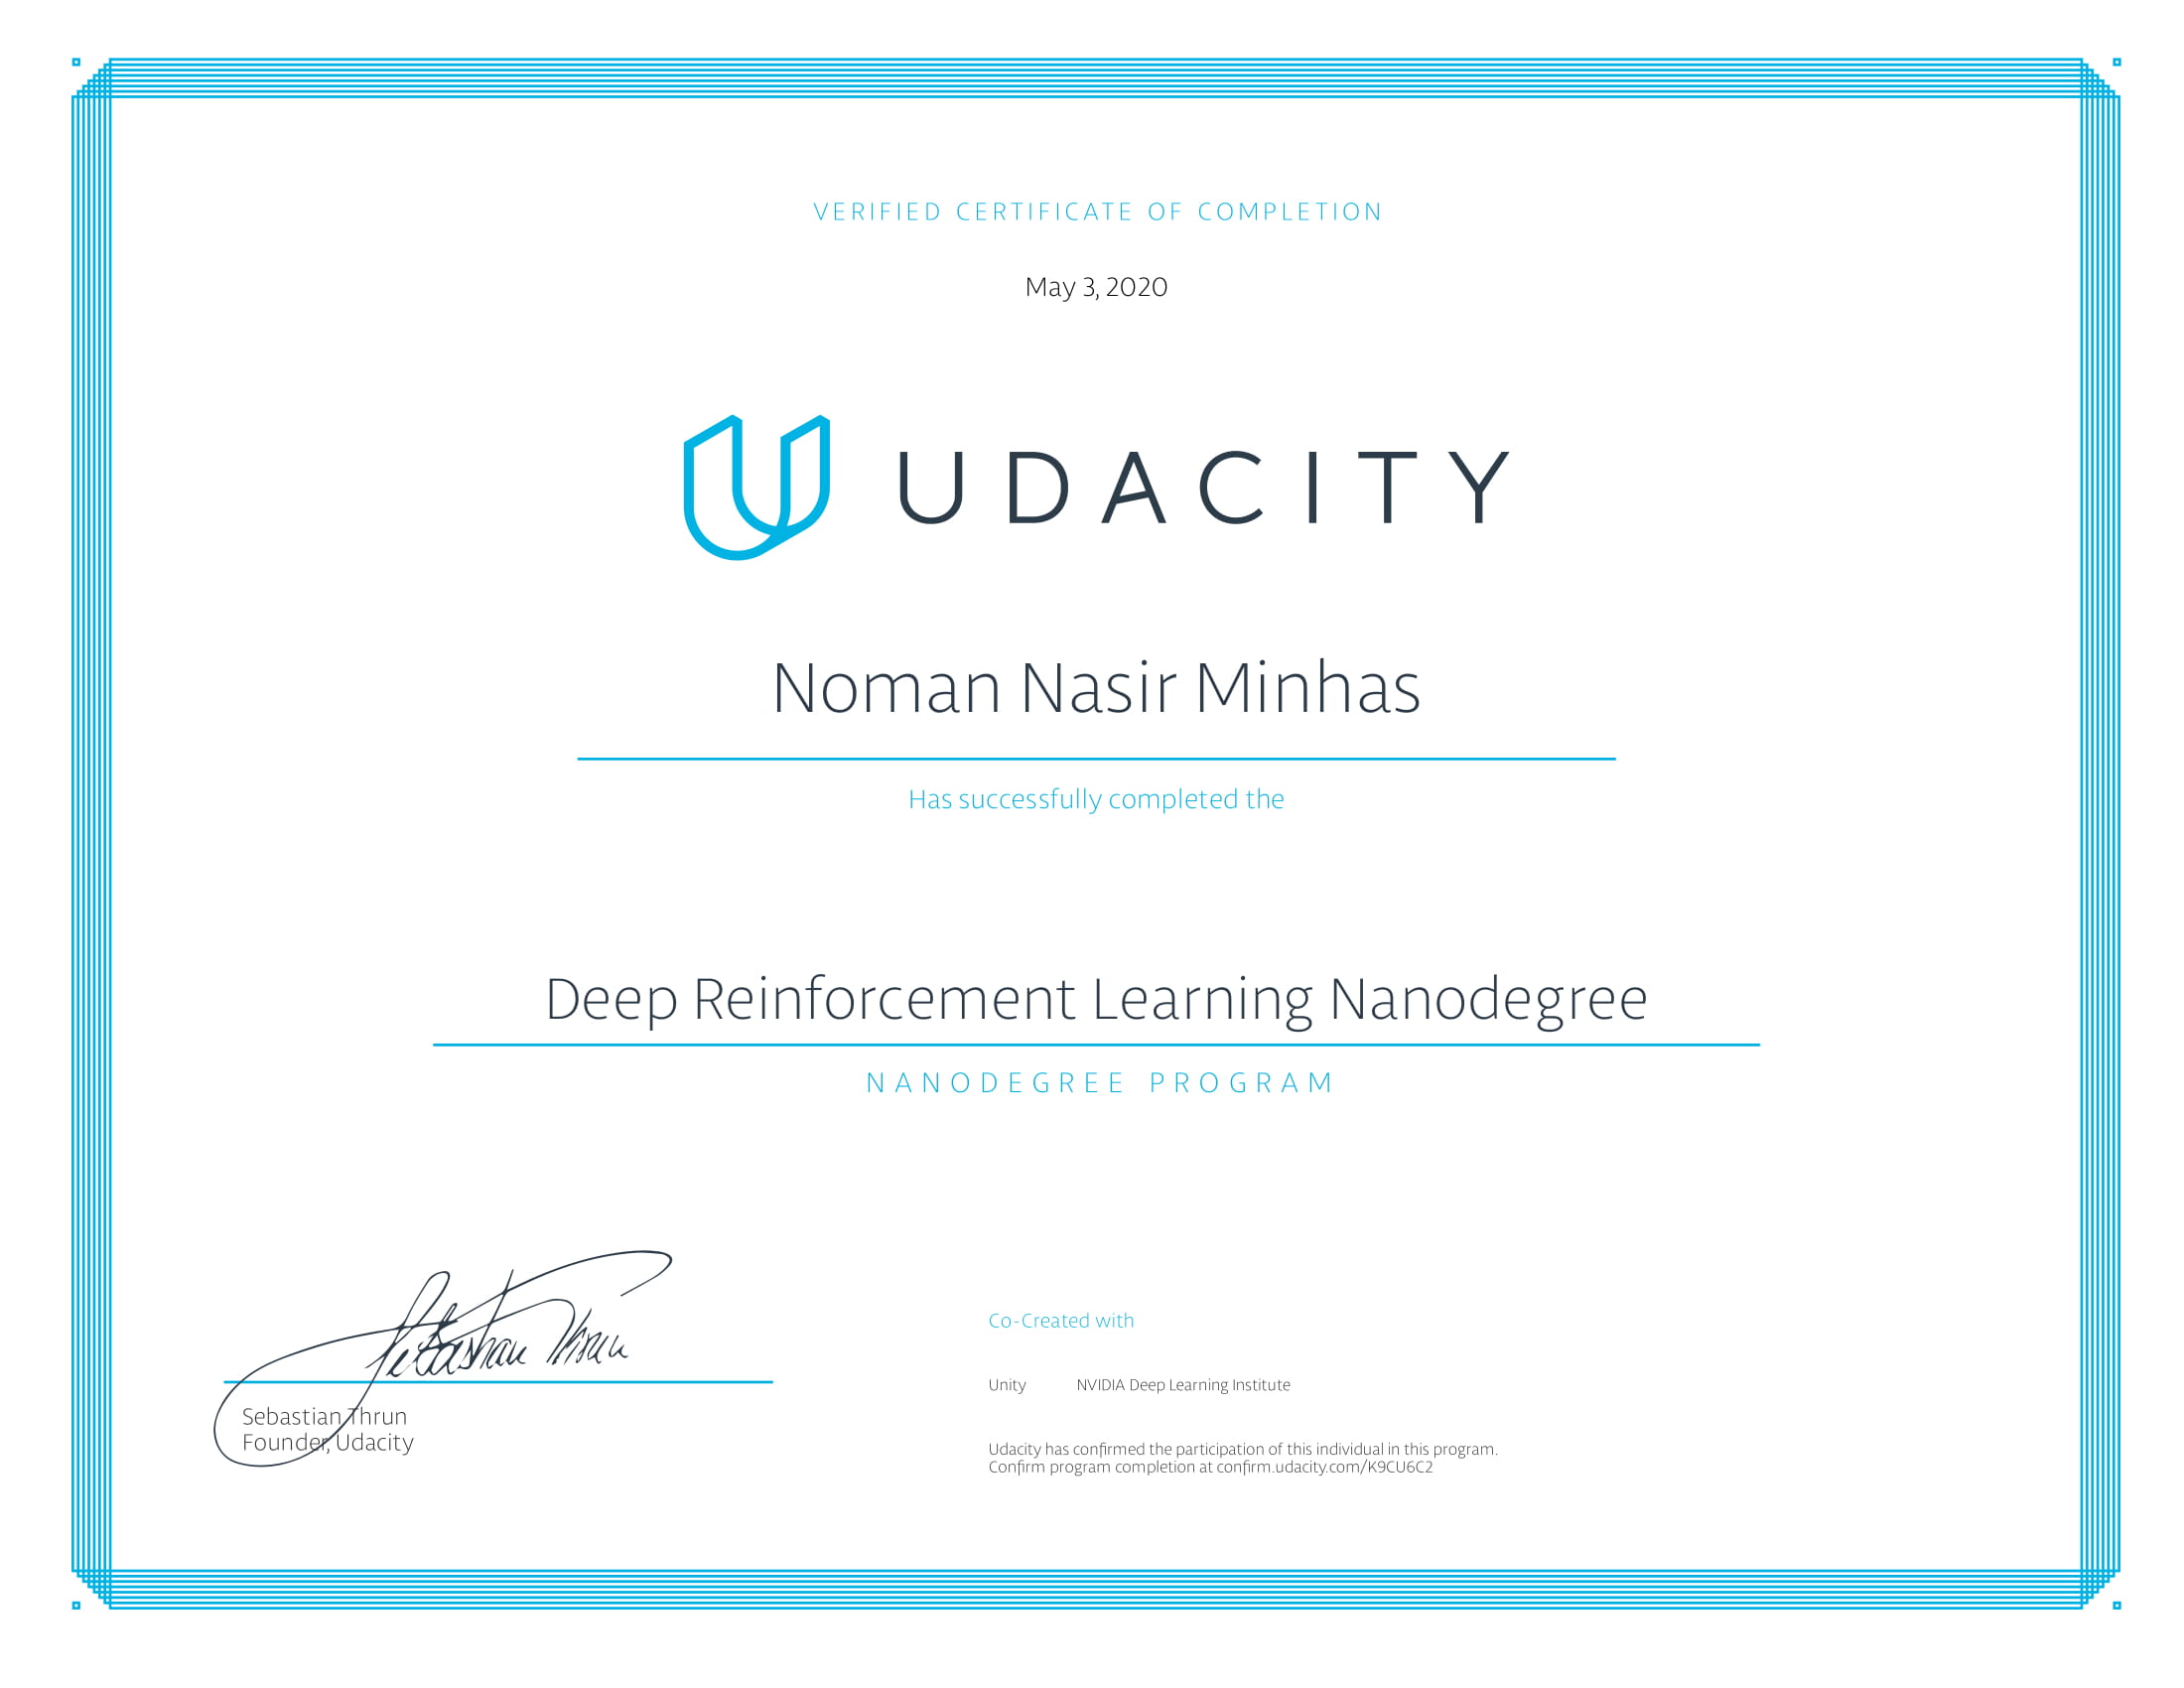 VERIFIED CERTIFICATE OF COMPLETION
May 3, 2020
UDACITY
Noman Nasir Minhas
Has successfully completed the
Deep Reinforcement Learning Nanodegree
NANODEGREE PROGRAM
Sebastian Thrun
Sebastian Thrun
Founder, Udacity
Co-Created with
Unity NVIDIA Deep Learning Institute
Udacity has confirmed the participation of this individual in this program.
Confirm program completion at confirm.udacity.com/K9CU6C2